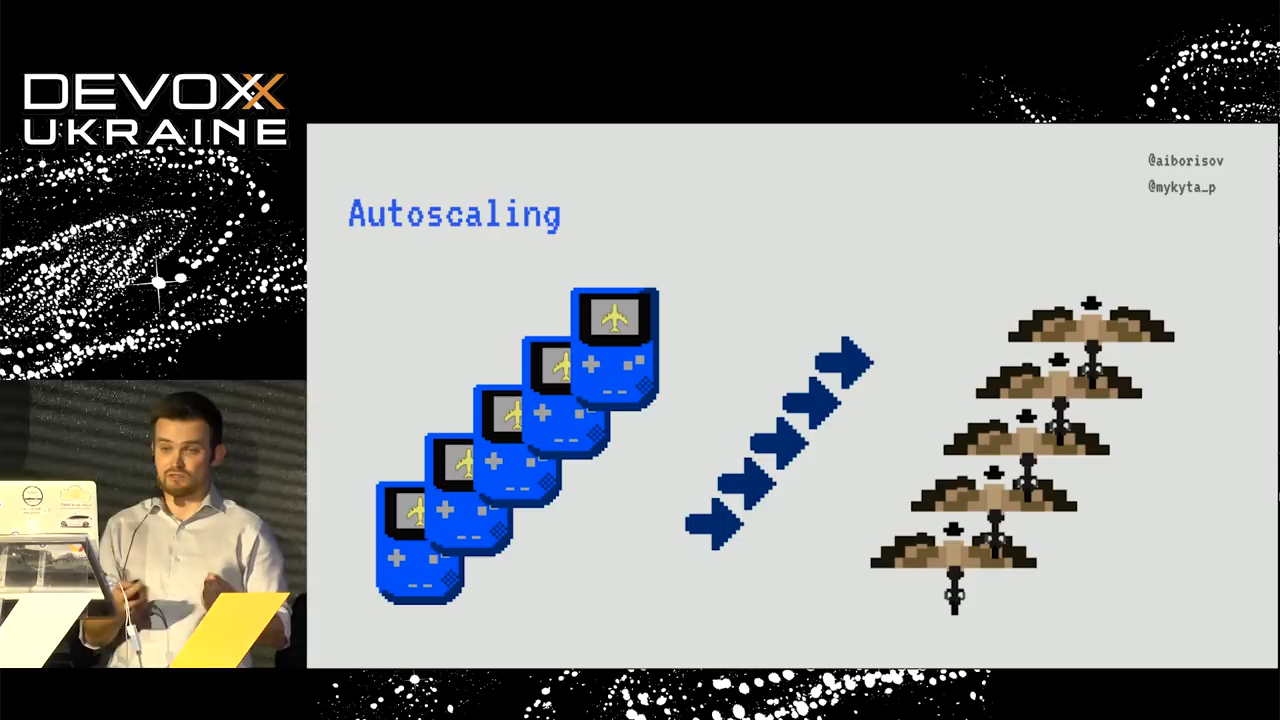 DEVOXX
UKRAINE
@aiborisov
@mykyta_p
Autoscaling